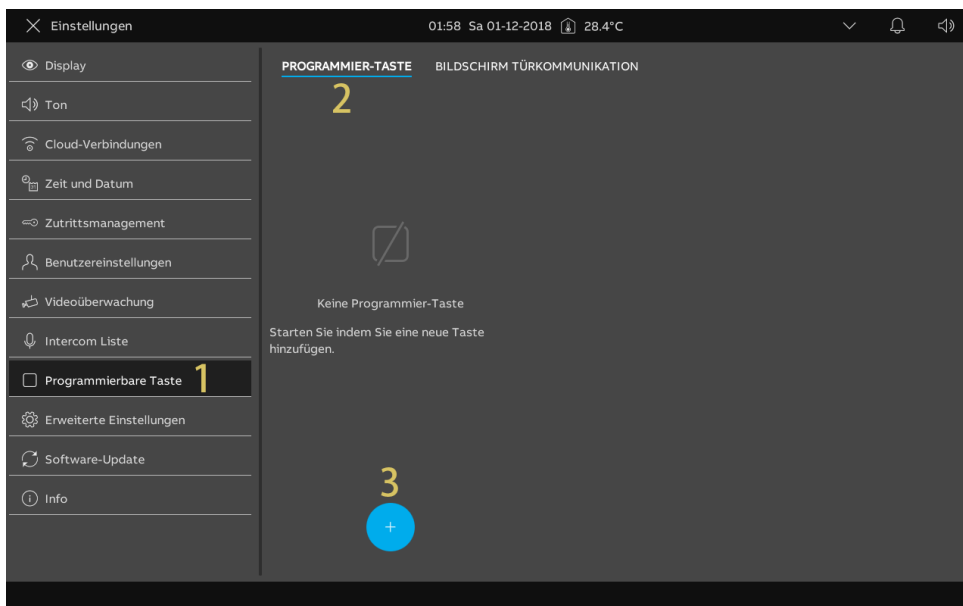 Einstellungen
01:58 Sa 01-12-2018 28.4°C
Display
Ton
Cloud-Verbindungen
Zeit und Datum
Zutrittsmanagement
Benutzereinstellungen
Videoüberwachung
Intercom Liste
Programmierbare Taste 1
Erweiterte Einstellungen
Software-Update
Info
PROGRAMMIER-TASTE BILDSCHIRM TÜRKOMMUNIKATION
2
Keine Programmier-Taste
Starten Sie indem Sie eine neue Taste
hinzufügen.
3
+